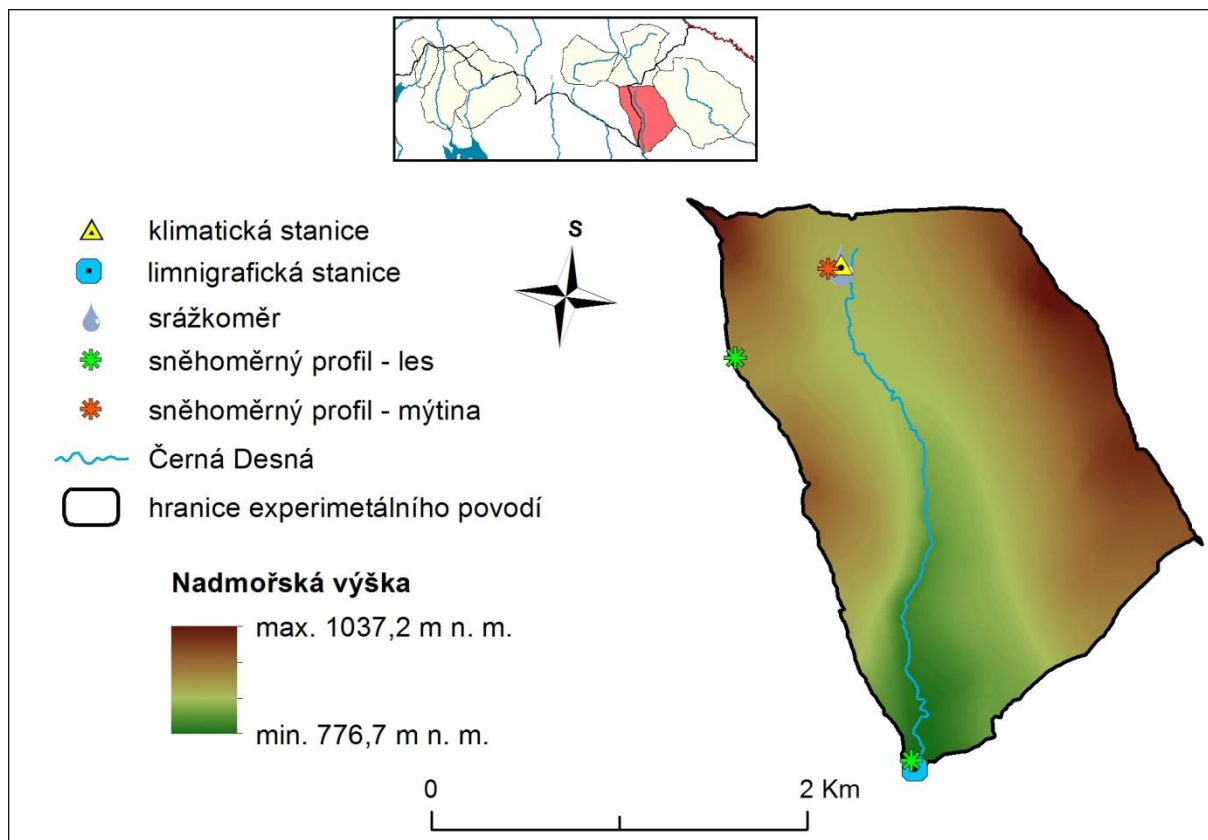 klimatická stanice
limnigrafická stanice
srážkoměr
sněhoměrný profil - les
sněhoměrný profil - mýtina
Černá Desná
hranice experimetálního povodí
S
Nadmořská výška
max. 1037,2 m n. m.
min. 776,7 m n. m.
0 2 Km